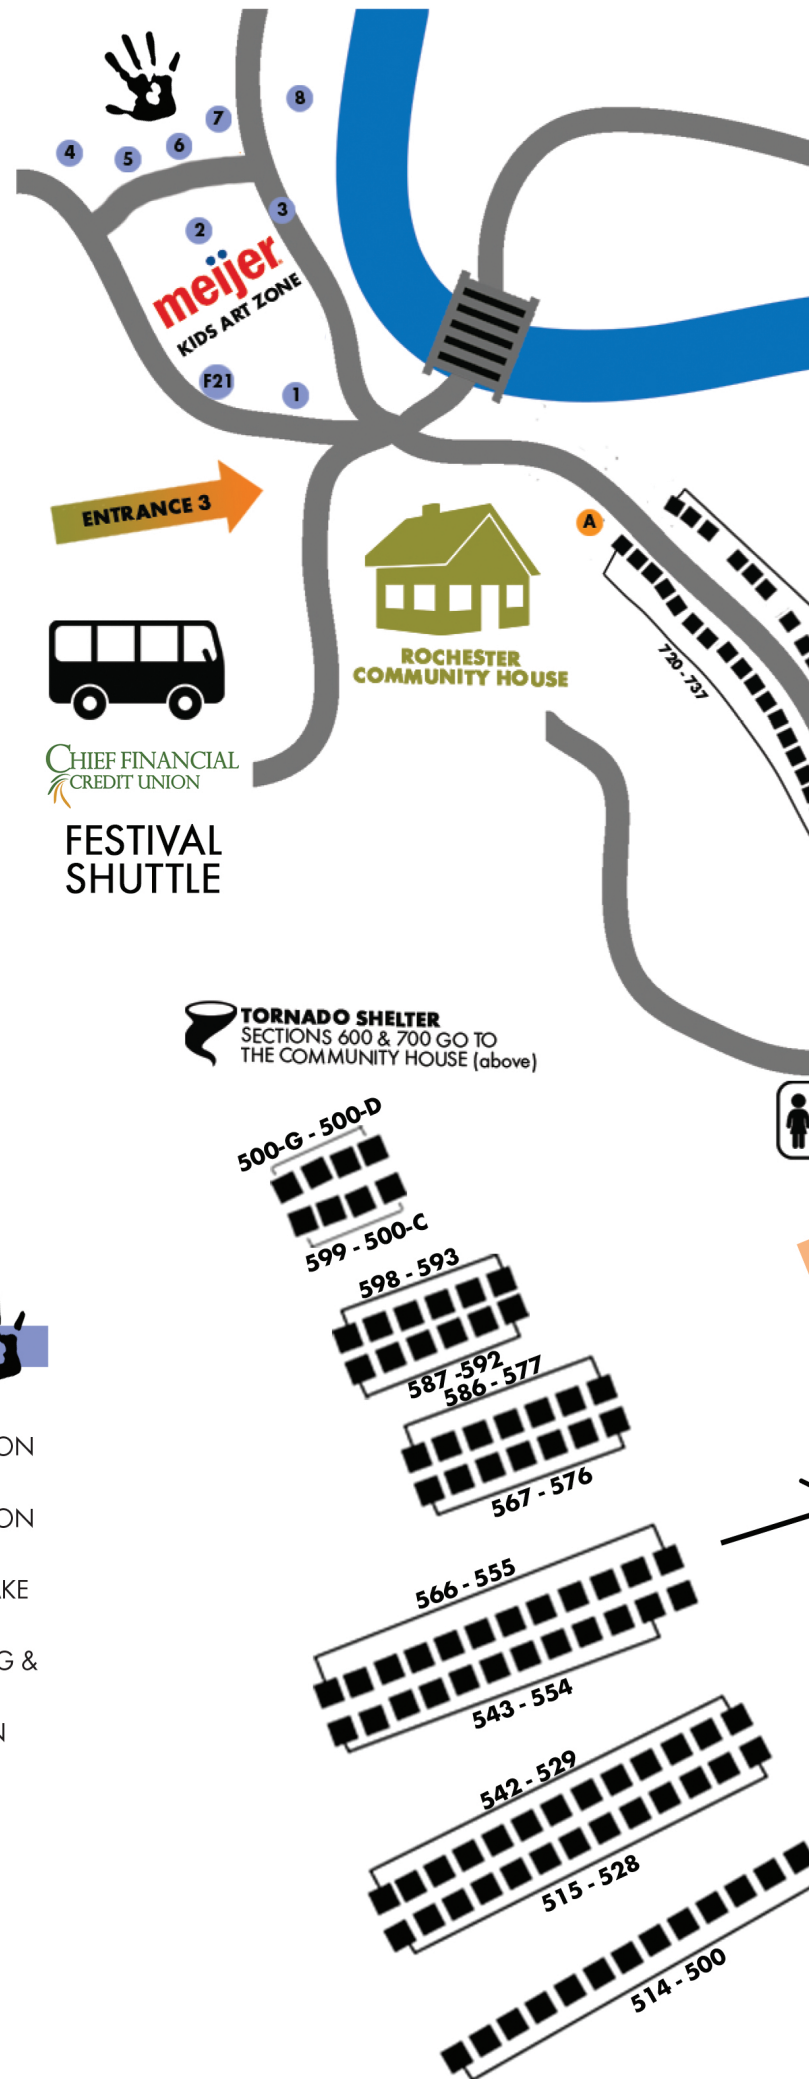 8
7
6
4
5
3
2
meijer
KIDS ART ZONE
F21
1
ENTRANCE 3
A
ROCHESTER
COMMUNITY HOUSE
720 - 737
CHIEF FINANCIAL
CREDIT UNION
FESTIVAL
SHUTTLE
TORNADO SHELTER
SECTIONS 600 & 700 GO TO
THE COMMUNITY HOUSE (above)
500-G - 500-D
599 - 500-C
598 - 593
587 -592
586 - 577
567 - 576
ON
ON
KE
G &
566 - 555
543 - 554
542 - 529
515 - 528
514 - 500